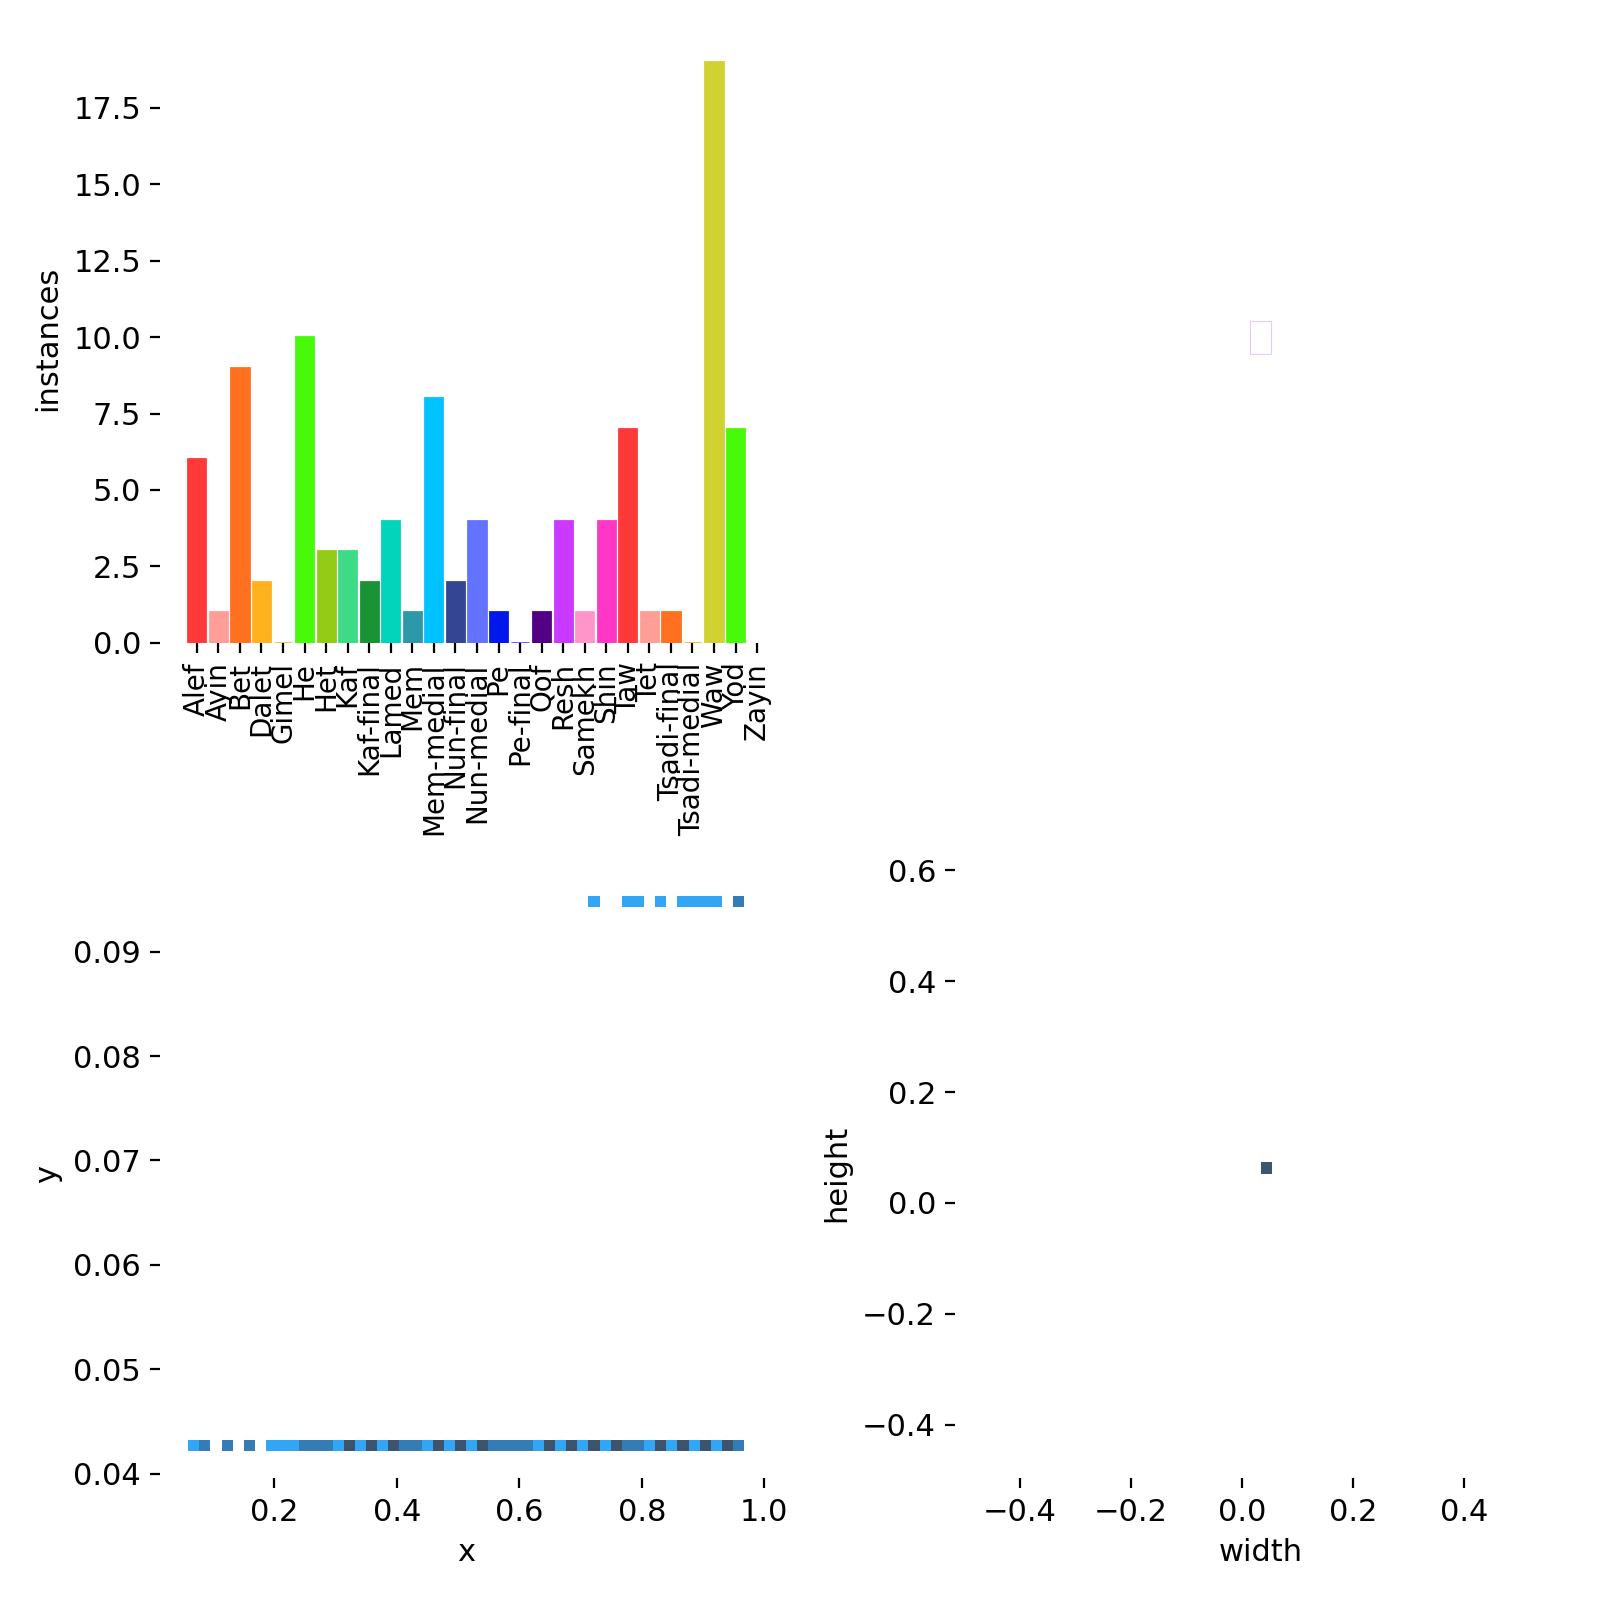 17.5
15.0
12.5
10.0
7.5
5.0
2.5
0.0
instances
Alef
Ayin
Bet
Dalet
Gimel
He
Het
Kaf
Kaf-final
Lamed
Mem
Mem-medial
Nun-final
Nun-medial
Pe
Pe-final
Qof
Resh
Samekh
Shin
Taw
Tet
Tsadi-final
Tsadi-medial
Waw
Yod
Zayin
0.09
0.08
0.07
0.06
0.05
0.04
y
0.2 0.4 0.6 0.8 1.0
x
0.6
0.4
0.2
0.0
−0.2
−0.4
height
−0.4 −0.2 0.0 0.2 0.4
width